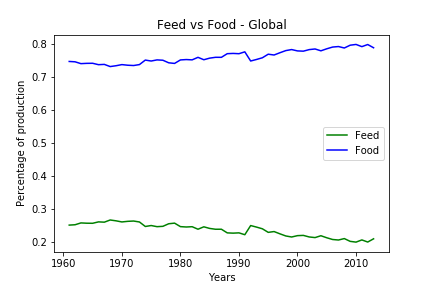 Feed vs Food - Global
0.8
0.7
0.6
0.5
0.4
0.3
0.2
Percentage of production
Feed
Food
1960 1970 1980 1990 2000 2010
Years